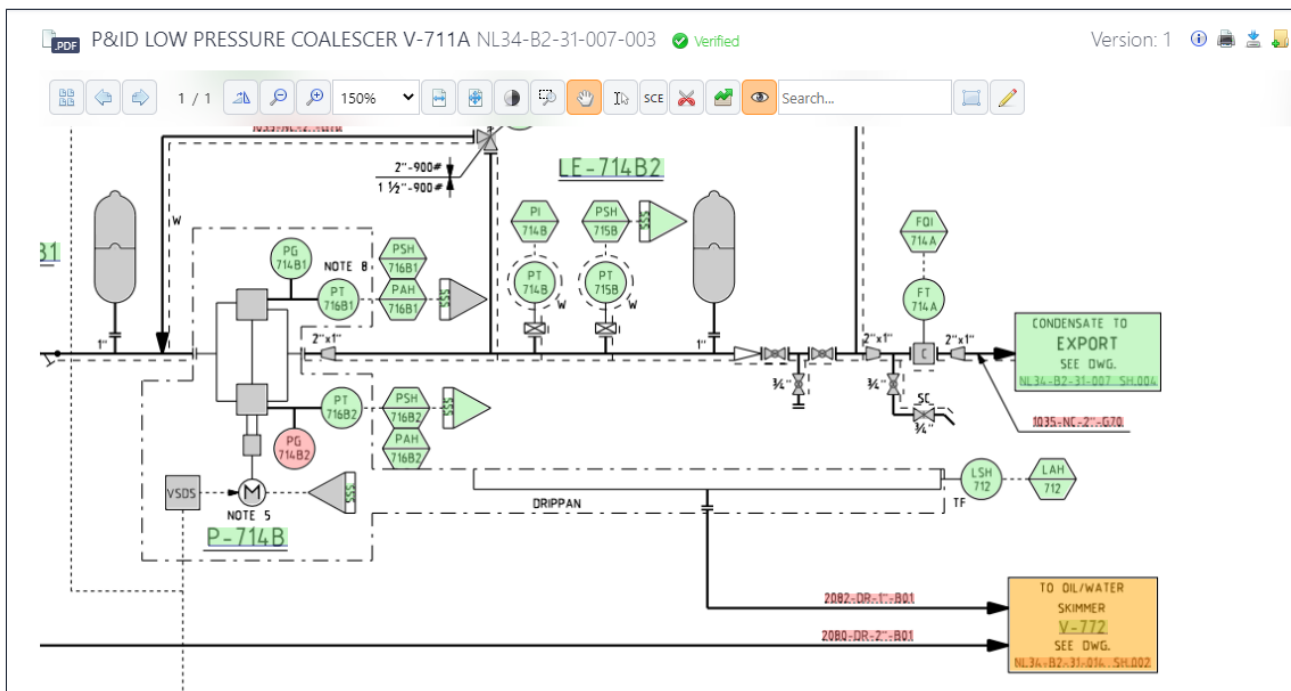 PDF P&ID LOW PRESSURE COALESCER V-711A NL34-B2-31-007-003 Verified Version: 1
1 / 1 150% SCE Search...
2"-900#
1 ½"-900#
LE-714B2
W
B1
PG
714B1
NOTE 8
PT
716B1
PSH
716B1
PAH
716B1
SSS
PI
714B
PSH
715B
SSS
PT
714B
W
PT
715B
W
FQI
714A
FT
714A
1"
2"x1"
1"
2"x1"
C
2"x1"
CONDENSATE TO
EXPORT
SEE DWG.
NL34-B2-31-007 SH.004
¾"
¾"
SC
¾"
1035-NC-2"-G70
PT
716B2
PSH
716B2
PAH
716B2
SSS
PG
714B2
VSDS
M
SSS
NOTE 5
P-714B
DRIPPAN
TF
LSH
712
LAH
712
2082-DR-1"-B01
2080-DR-2"-B01
TO OIL/WATER
SKIMMER
V-772
SEE DWG.
NL34-B2-31-014 SH.002